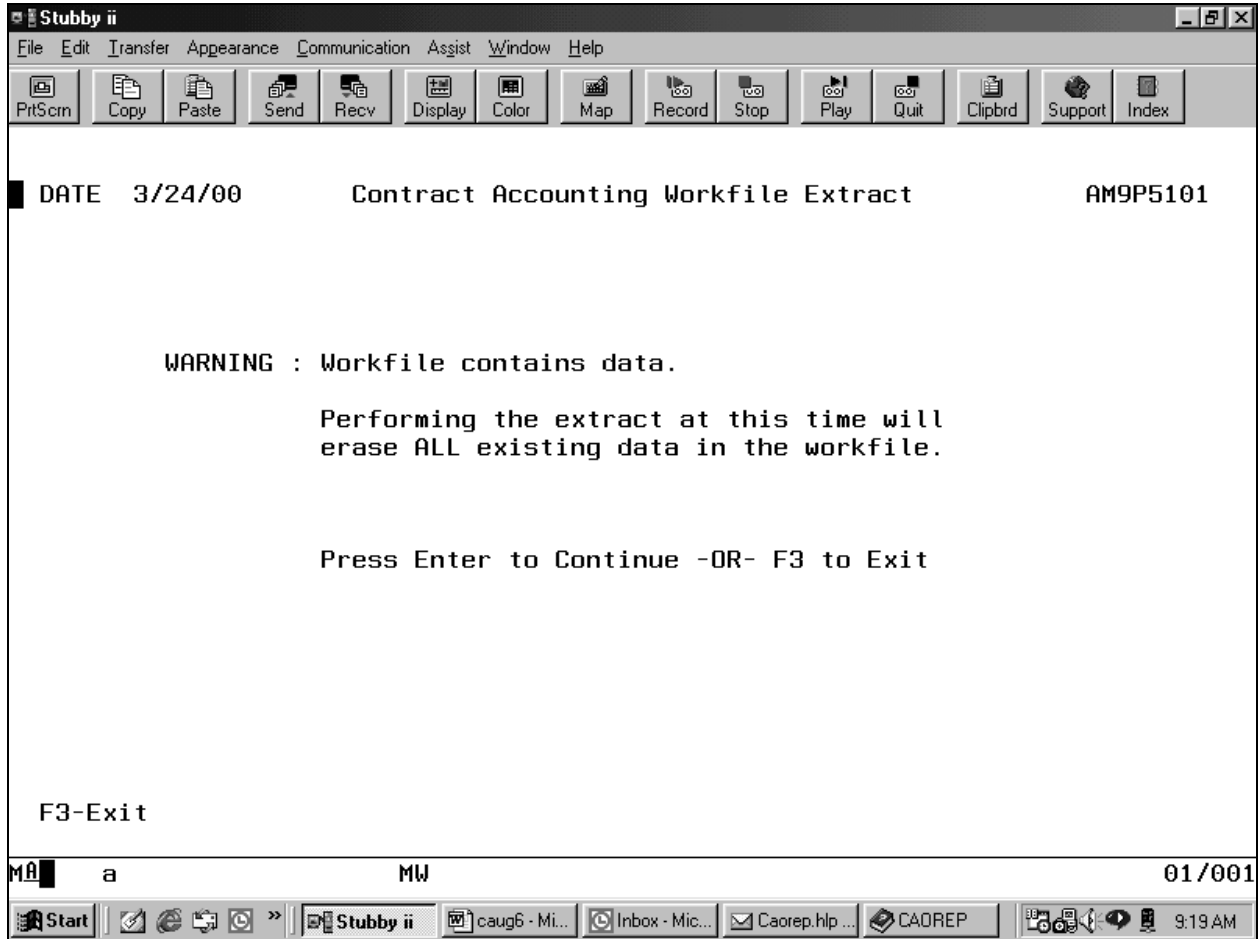 Stubby ii
File Edit Transfer Appearance Communication Assist Window Help
PrtScrn Copy Paste Send Recv Display Color Map Record Stop Play Quit Clipbrd Support Index
DATE 3/24/00 Contract Accounting Workfile Extract AM9P5101
WARNING : Workfile contains data.
Performing the extract at this time will
erase ALL existing data in the workfile.
Press Enter to Continue -OR- F3 to Exit
F3-Exit
MA a MW 01/001
Start » Stubby ii caug6 - Mi... Inbox - Mic... Caorep.hlp ... CAOREP 9:19 AM